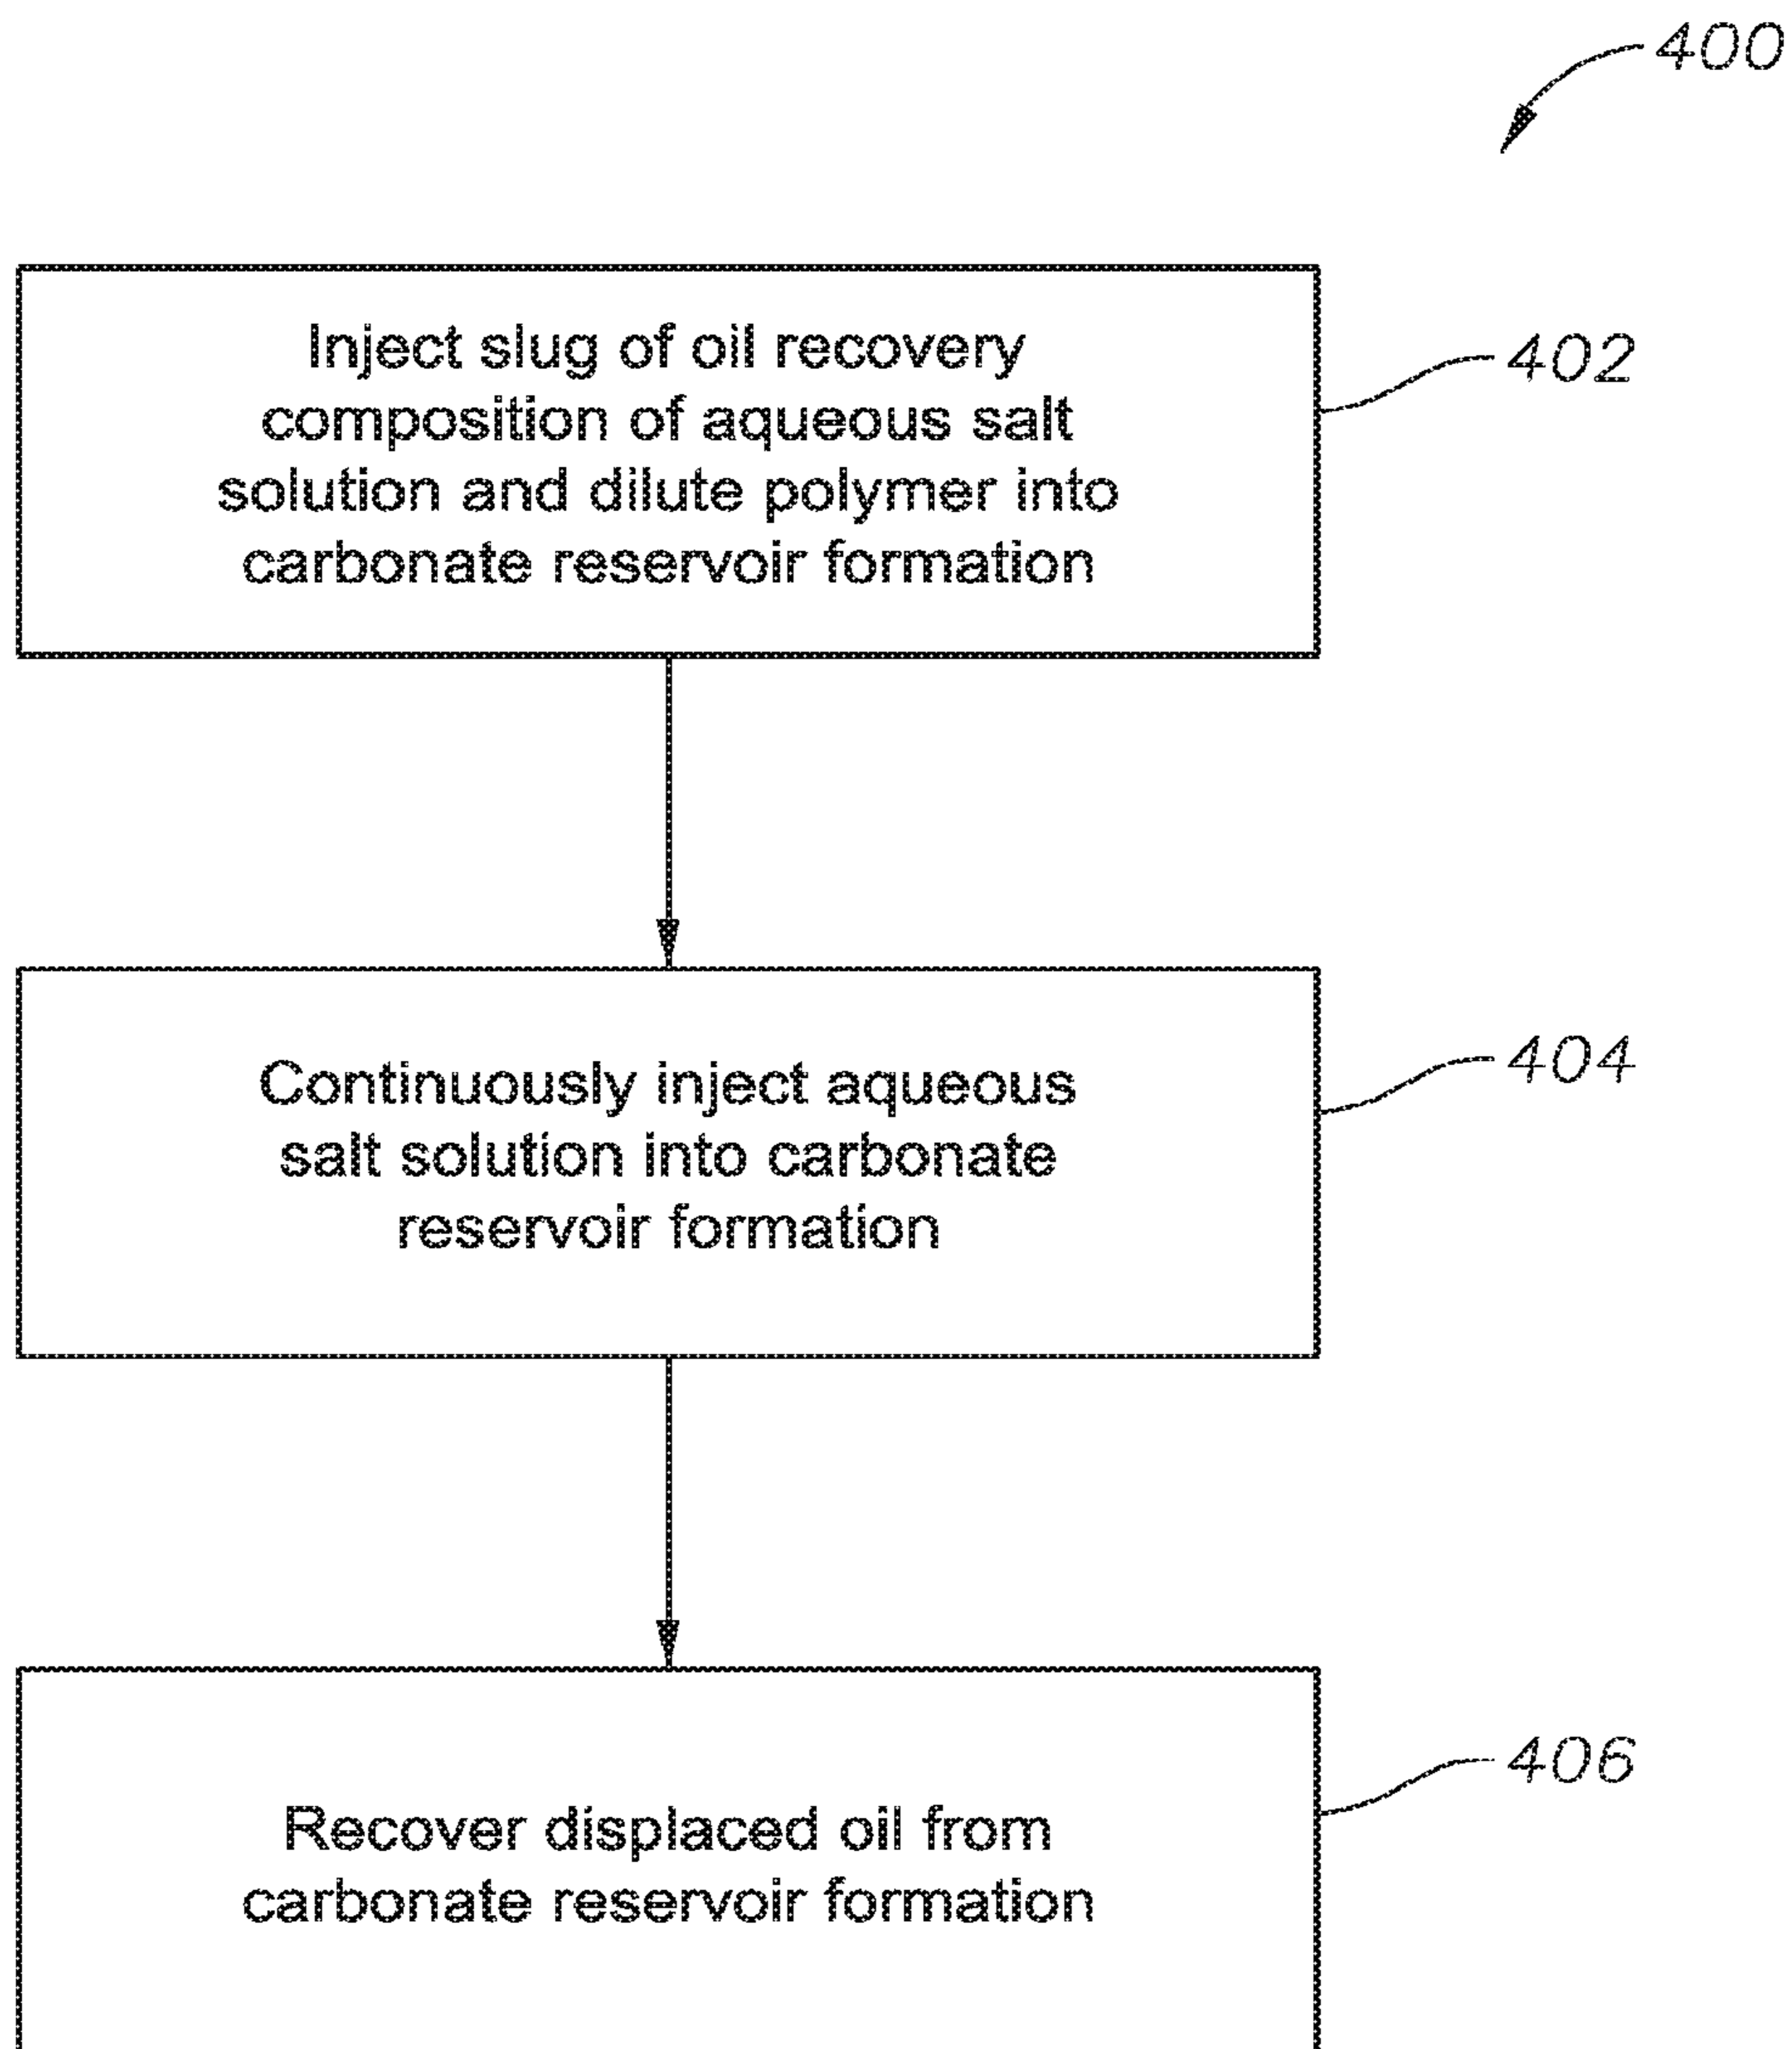 400
Inject slug of oil recovery
composition of aqueous salt
solution and dilute polymer into
carbonate reservoir formation
402
Continuously inject aqueous
salt solution into carbonate
reservoir formation
404
Recover displaced oil from
carbonate reservoir formation
406